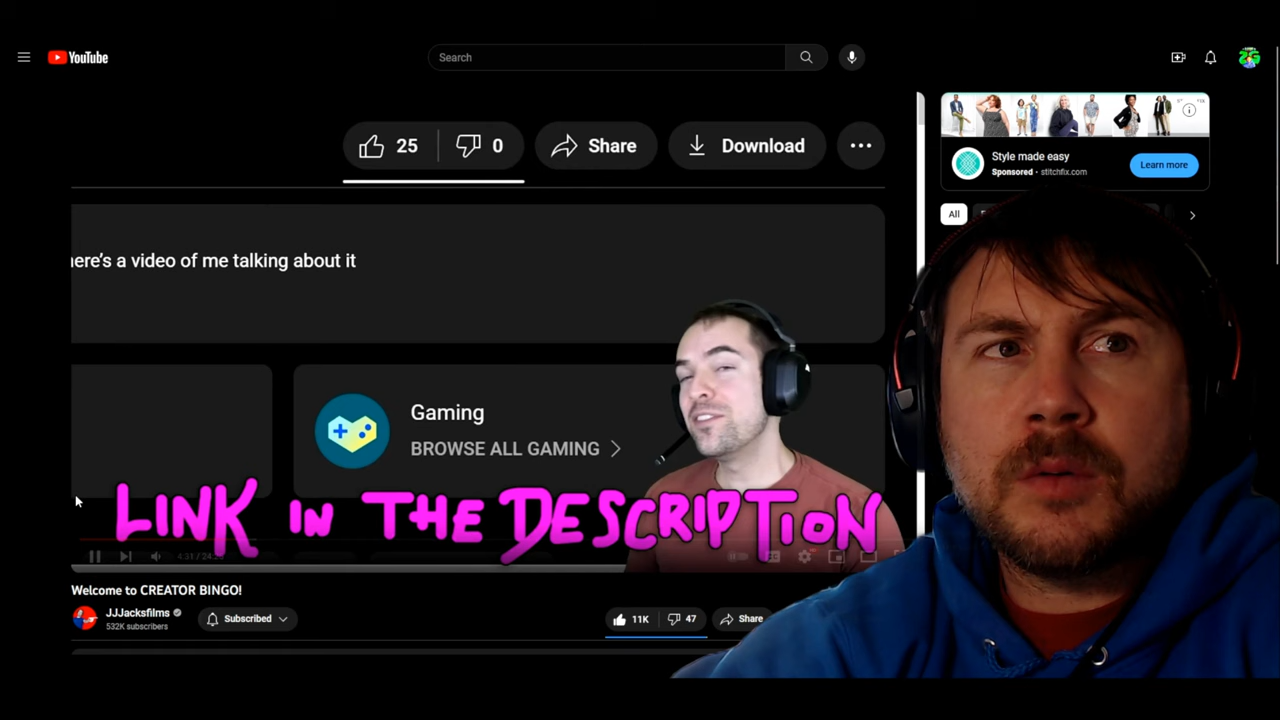 YouTube
Search
25
0
Share
Download
Style made easy
Sponsored • stitchfix.com
Learn more
All
here's a video of me talking about it
Gaming
BROWSE ALL GAMING
LINK IN THE DESCRIPTION
Welcome to CREATOR BINGO!
JJJacksfilms
532K subscribers
Subscribed
11K
47
Share